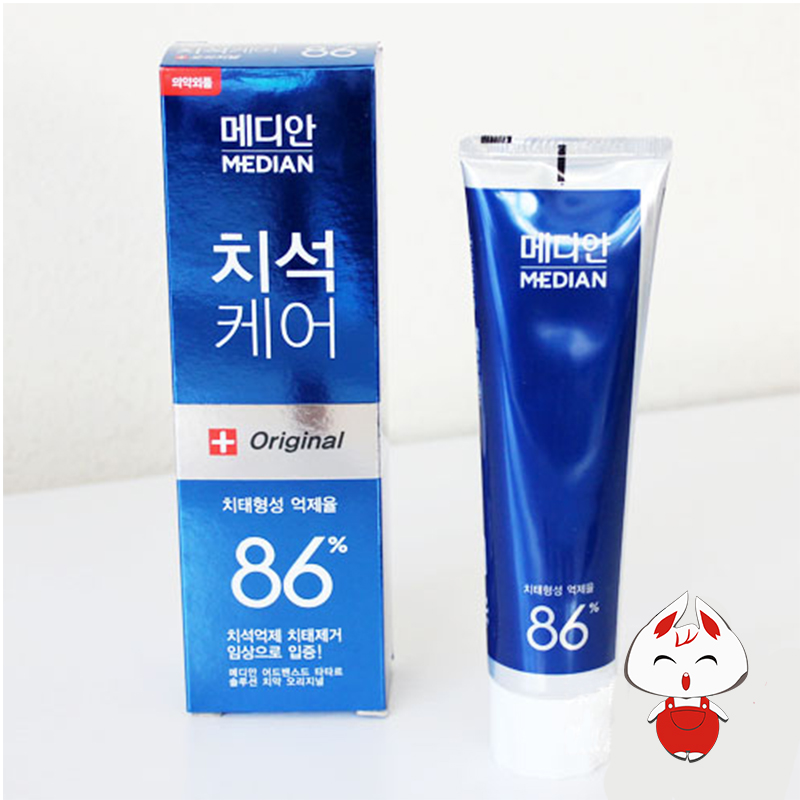 86%
의약외품
메디안
MEDIAN
치석
케어
Original
치태형성 억제율
86%
치석억제 치태제거
임상으로 입증!
메디안 어드밴스드 타타르
솔루션 치약 오리지널
메디안
MEDIAN
치태형성 억제율
86%